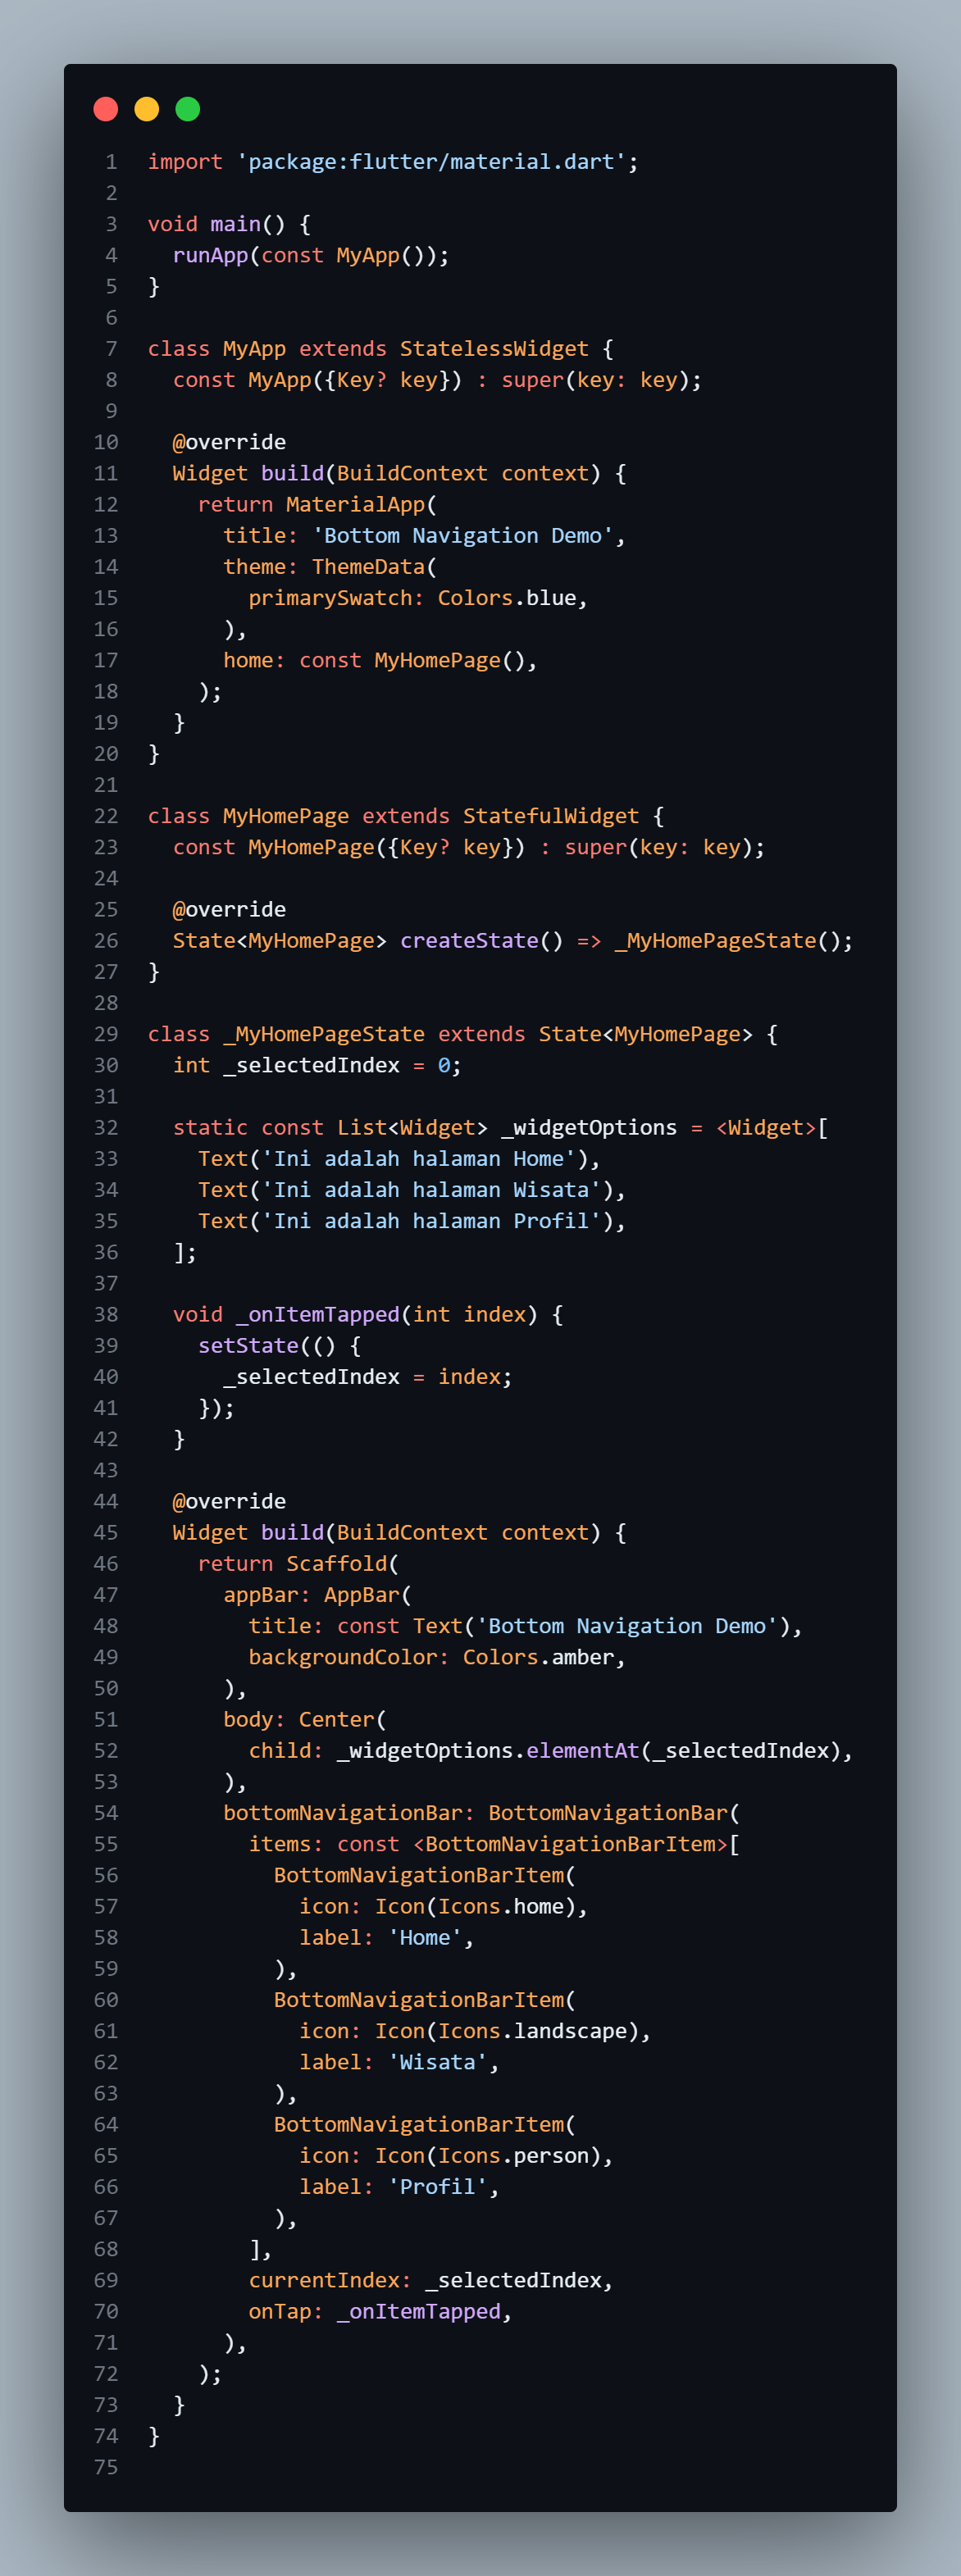 1 import 'package:flutter/material.dart';
2
3 void main() {
4   runApp(const MyApp());
5 }
6
7 class MyApp extends StatelessWidget {
8   const MyApp({Key? key}) : super(key: key);
9
10   @override
11   Widget build(BuildContext context) {
12     return MaterialApp(
13       title: 'Bottom Navigation Demo',
14       theme: ThemeData(
15         primarySwatch: Colors.blue,
16       ),
17       home: const MyHomePage(),
18     );
19   }
20 }
21
22 class MyHomePage extends StatefulWidget {
23   const MyHomePage({Key? key}) : super(key: key);
24
25   @override
26   State<MyHomePage> createState() => _MyHomePageState();
27 }
28
29 class _MyHomePageState extends State<MyHomePage> {
30   int _selectedIndex = 0;
31
32   static const List<Widget> _widgetOptions = <Widget>[
33     Text('Ini adalah halaman Home'),
34     Text('Ini adalah halaman Wisata'),
35     Text('Ini adalah halaman Profil'),
36   ];
37
38   void _onItemTapped(int index) {
39     setState(() {
40       _selectedIndex = index;
41     });
42   }
43
44   @override
45   Widget build(BuildContext context) {
46     return Scaffold(
47       appBar: AppBar(
48         title: const Text('Bottom Navigation Demo'),
49         backgroundColor: Colors.amber,
50       ),
51       body: Center(
52         child: _widgetOptions.elementAt(_selectedIndex),
53       ),
54       bottomNavigationBar: BottomNavigationBar(
55         items: const <BottomNavigationBarItem>[
56           BottomNavigationBarItem(
57             icon: Icon(Icons.home),
58             label: 'Home',
59           ),
60           BottomNavigationBarItem(
61             icon: Icon(Icons.landscape),
62             label: 'Wisata',
63           ),
64           BottomNavigationBarItem(
65             icon: Icon(Icons.person),
66             label: 'Profil',
67           ),
68         ],
69         currentIndex: _selectedIndex,
70         onTap: _onItemTapped,
71       ),
72     );
73   }
74 }
75